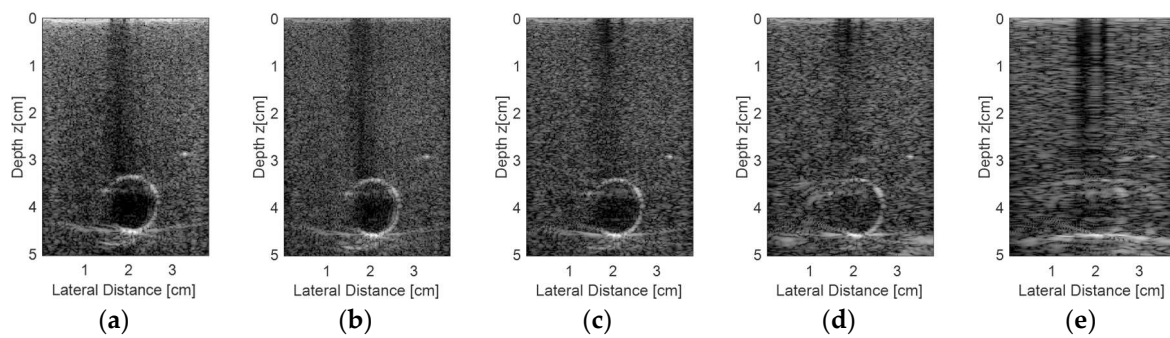 0 0 0 0 0
1 1 1 1 1
2 2 2 2 2
3 3 3 3 3
4 4 4 4 4
5 5 5 5 5
Depth z[cm] Depth z[cm] Depth z[cm] Depth z[cm] Depth z[cm]
1 2 3 1 2 3 1 2 3 1 2 3 1 2 3
Lateral Distance [cm] Lateral Distance [cm] Lateral Distance [cm] Lateral Distance [cm] Lateral Distance [cm]
(a) (b) (c) (d) (e)